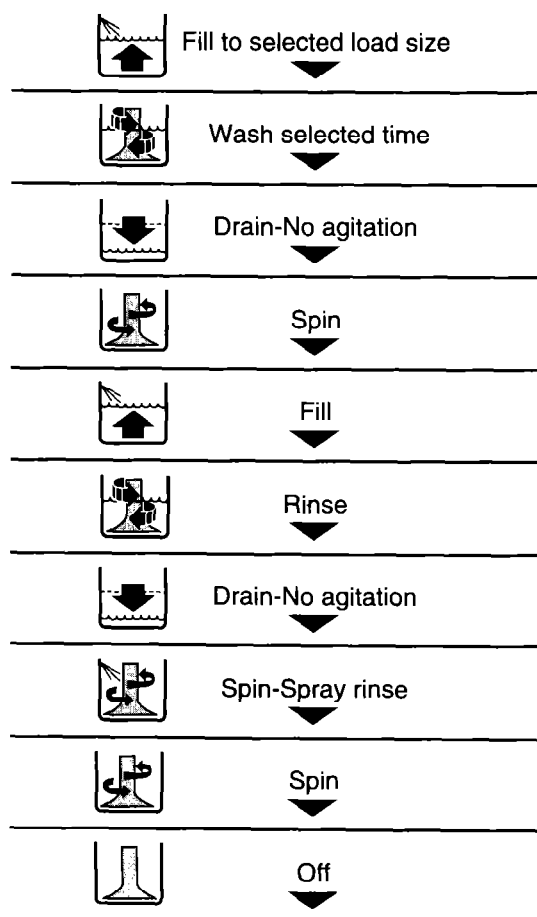 Fill to selected load size
Wash selected time
Drain-No agitation
Spin
Fill
Rinse
Drain-No agitation
Spin-Spray rinse
Spin
Off